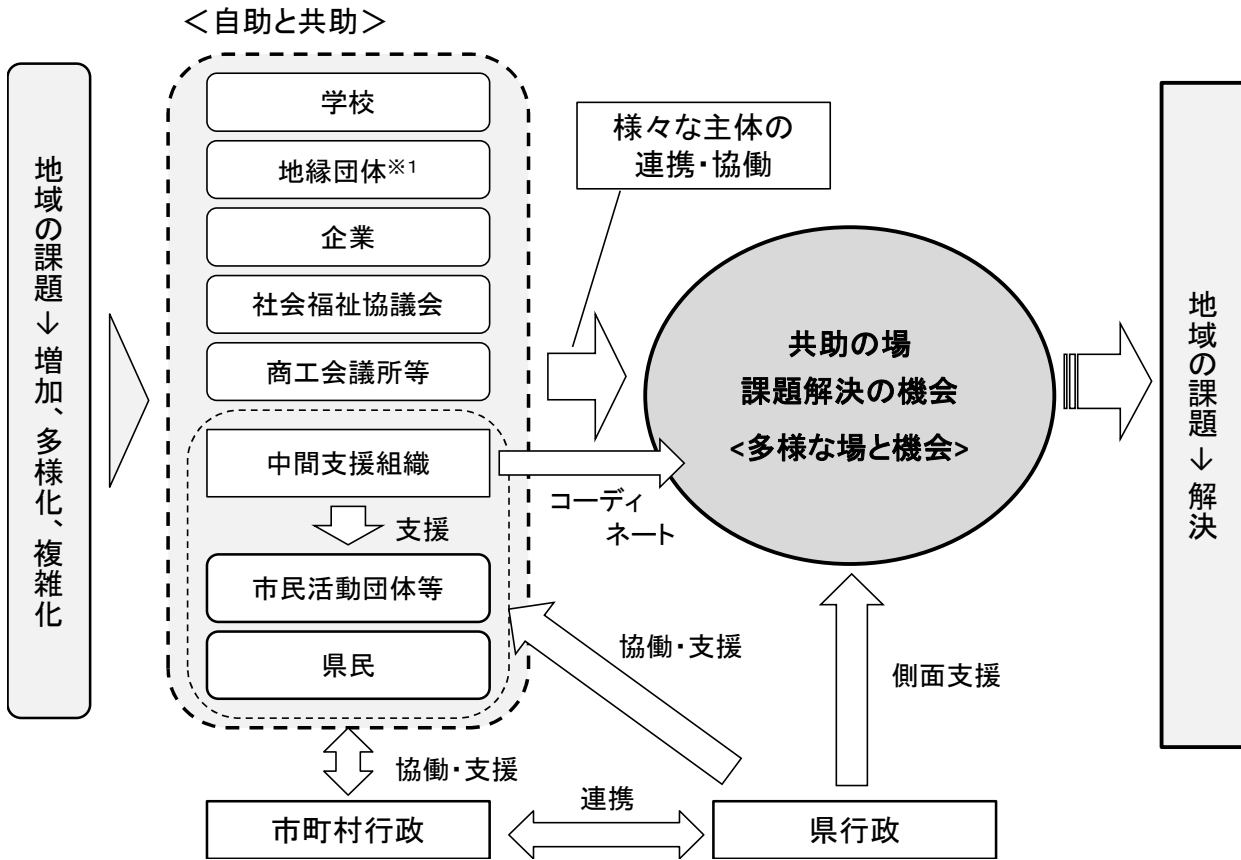 ＜自助と共助＞
地域の課題→増加、多様化、複雑化
学校
地縁団体※1
企業
社会福祉協議会
商工会議所等
中間支援組織
支援
市民活動団体等
県民
様々な主体の
連携・協働
コーディ
ネート
共助の場
課題解決の機会
<多様な場と機会>
地域の課題→解決
協働・支援
側面支援
協働・支援
連携
市町村行政
県行政